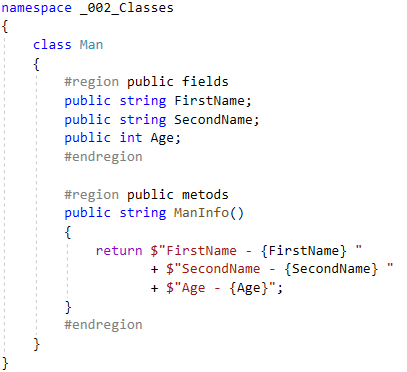 namespace _002_Classes
{
    class Man
    {
        #region public fields
        public string FirstName;
        public string SecondName;
        public int Age;
        #endregion

        #region public metods
        public string ManInfo()
        {
            return $"FirstName - {FirstName} "
                   + $"SecondName - {SecondName} "
                   + $"Age - {Age}";
        }
        #endregion
    }
}